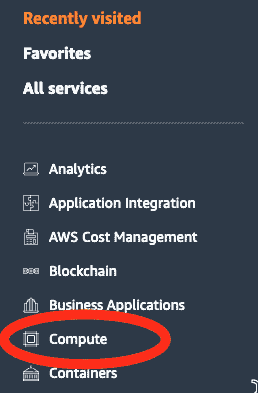 Recently visited
Favorites
All services
Analytics
Application Integration
AWS Cost Management
Blockchain
Business Applications
Compute
Containers